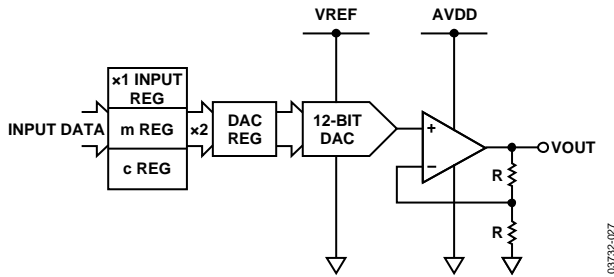 VREF
AVDD
×1 INPUT
REG
INPUT DATA
m REG
×2
DAC
REG
12-BIT
DAC
+
–
VOUT
c REG
R
R
03732-027